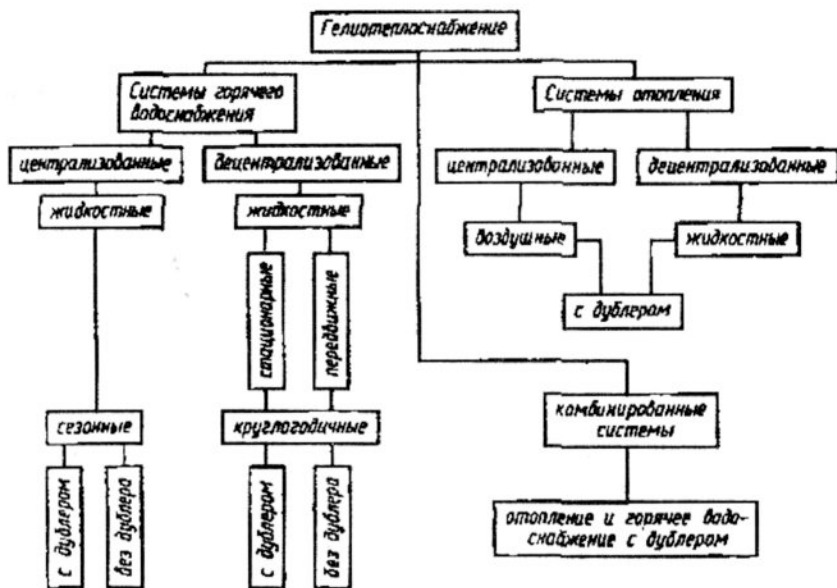 Гелиотеплоснабжение
Системы горячего
водоснабжения
Системы отопления
централизованные
децентрализованные
централизованные
децентрализованные
жидкостные
жидкостные
воздушные
жидкостные
стационарные
передвижные
с дублером
сезонные
круглогодичные
комбинированные
системы
с дублером
без дублера
с дублером
без дублера
отопление и горячее водо-
снабжение с дублером